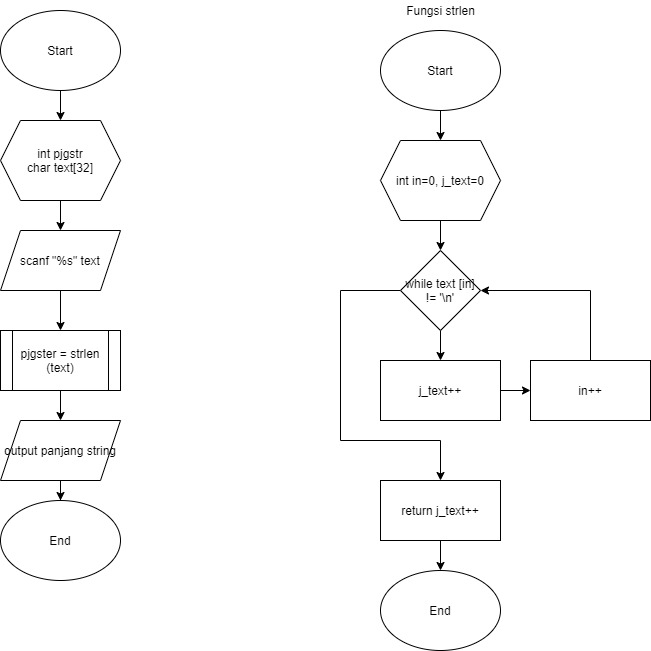 Start
int pjgstr
char text[32]
scanf "%s" text
pjgster = strlen
(text)
output panjang string
End
Fungsi strlen
Start
int in=0, j_text=0
while text [in]
!= '\n'
j_text++
in++
return j_text++
End